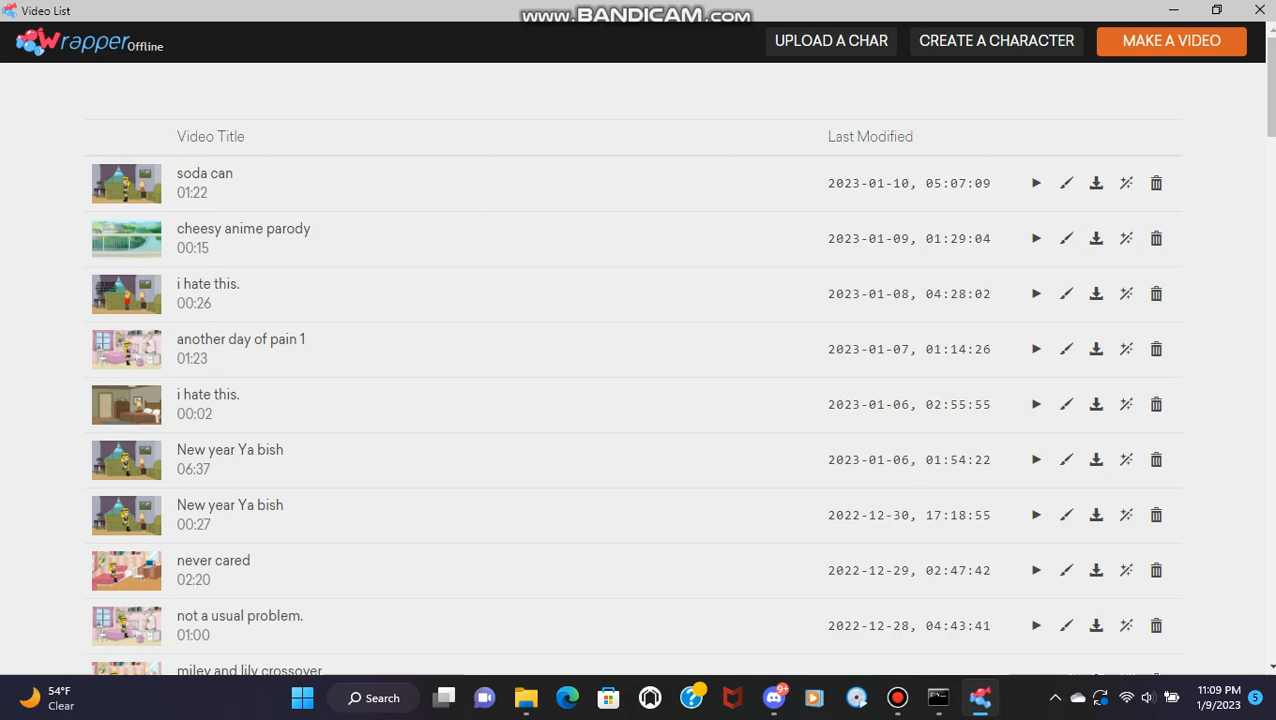 Video List
www.BANDICAM.com
Wrapper Offline
UPLOAD A CHAR
CREATE A CHARACTER
MAKE A VIDEO
Video Title
Last Modified
soda can
01:22
2023-01-10, 05:07:09
cheesy anime parody
00:15
2023-01-09, 01:29:04
i hate this.
00:26
2023-01-08, 04:28:02
another day of pain 1
01:23
2023-01-07, 01:14:26
i hate this.
00:02
2023-01-06, 02:55:55
New year Ya bish
06:37
2023-01-06, 01:54:22
New year Ya bish
00:27
2022-12-30, 17:18:55
never cared
02:20
2022-12-29, 02:47:42
not a usual problem.
01:00
2022-12-28, 04:43:41
miley and lily crossover
54°F
Clear
Search
9+
11:09 PM
1/9/2023
5